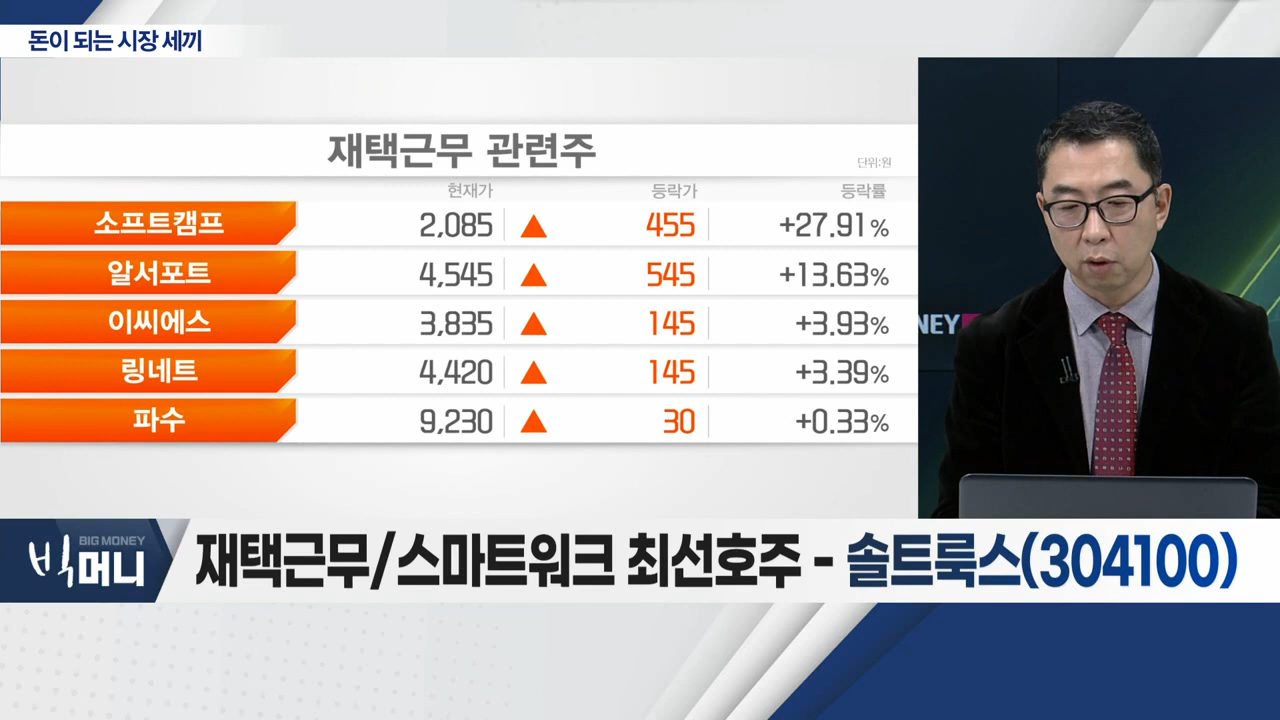 돈이 되는 시장 세끼
재택근무 관련주
단위:원
현재가 등락가 등락률
소프트캠프 2,085 ▲ 455 +27.91%
알서포트 4,545 ▲ 545 +13.63%
이씨에스 3,835 ▲ 145 +3.93%
링네트 4,420 ▲ 145 +3.39%
파수 9,230 ▲ 30 +0.33%
NEY
BIG MONEY
빅머니
재택근무/스마트워크 최선호주 - 솔트룩스(304100)